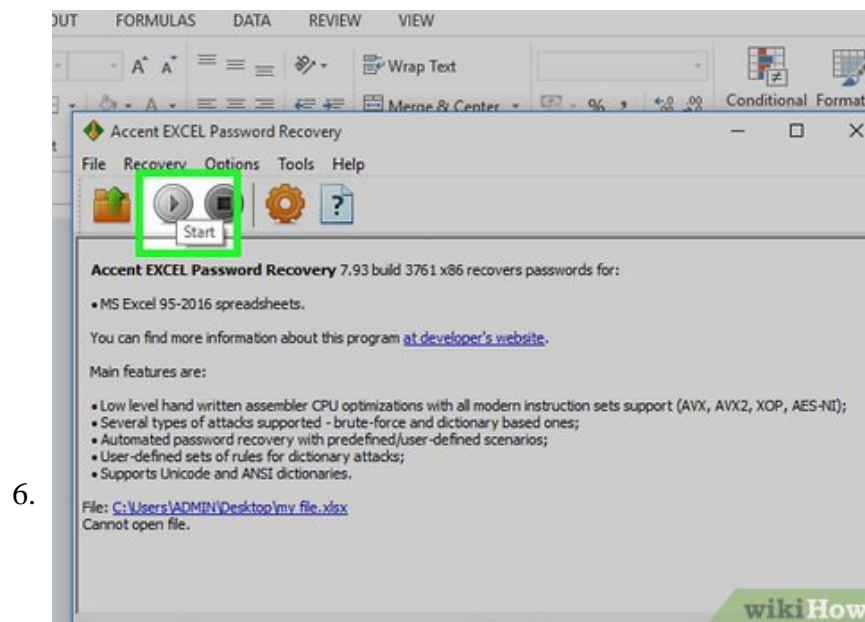 OUT FORMULAS DATA REVIEW VIEW
A A Wrap Text
A Merge & Center % , Conditional Format
Accent EXCEL Password Recovery
File Recovery Options Tools Help
Start
Accent EXCEL Password Recovery 7.93 build 3761 x86 recovers passwords for:
• MS Excel 95-2016 spreadsheets.
You can find more information about this program at developer's website.
Main features are:
• Low level hand written assembler CPU optimizations with all modern instruction sets support (AVX, AVX2, XOP, AES-NI);
• Several types of attacks supported - brute-force and dictionary based ones;
• Automated password recovery with predefined/user-defined scenarios;
• User-defined sets of rules for dictionary attacks;
• Supports Unicode and ANSI dictionaries.
6.
File: C:\Users\ADMIN\Desktop\my file.xlsx
Cannot open file.
wikiHow